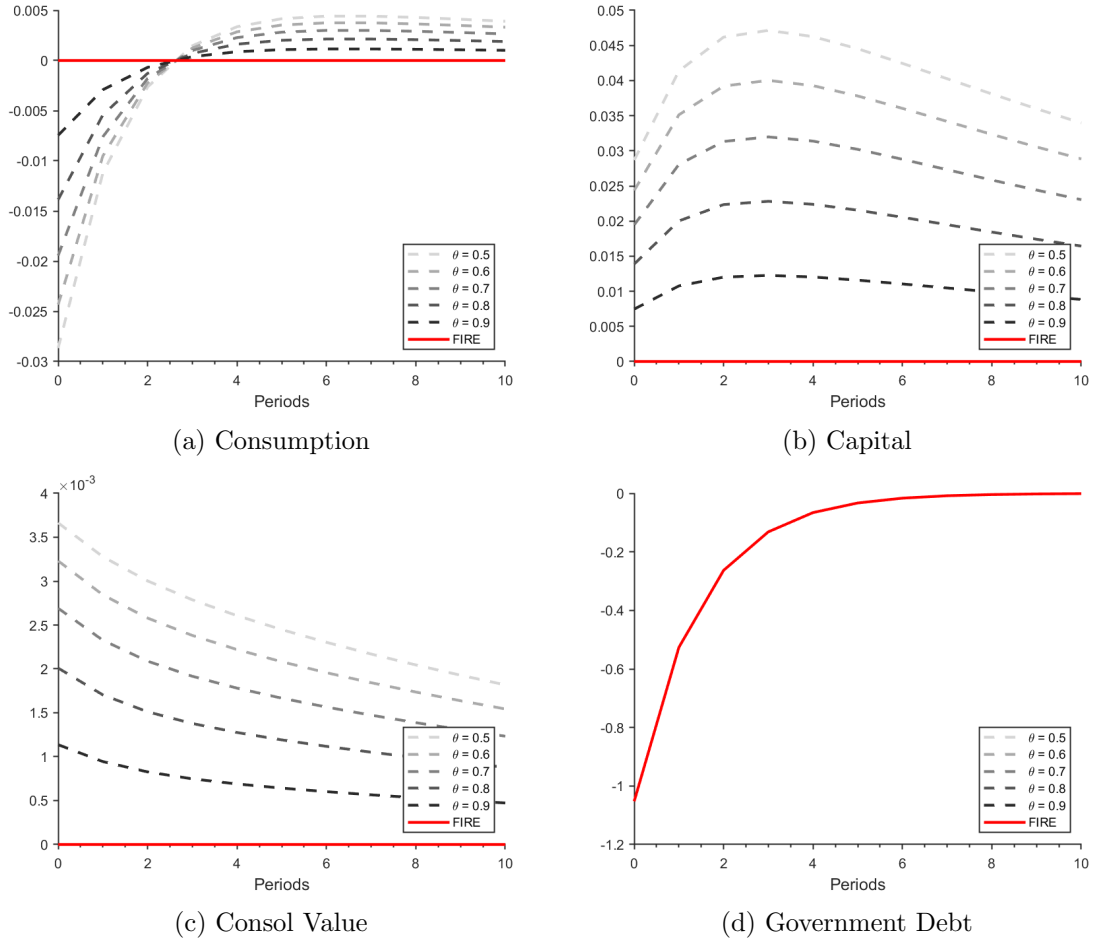 0.005
0
-0.005
-0.01
-0.015
-0.02
-0.025
-0.03
0 2 4 6 8 10
Periods
θ = 0.5
θ = 0.6
θ = 0.7
θ = 0.8
θ = 0.9
FIRE
(a) Consumption
0.05
0.045
0.04
0.035
0.03
0.025
0.02
0.015
0.01
0.005
0
0 2 4 6 8 10
Periods
θ = 0.5
θ = 0.6
θ = 0.7
θ = 0.8
θ = 0.9
FIRE
(b) Capital
×10⁻³
4
3.5
3
2.5
2
1.5
1
0.5
0
0 2 4 6 8 10
Periods
θ = 0.5
θ = 0.6
θ = 0.7
θ = 0.8
θ = 0.9
FIRE
(c) Consol Value
0
-0.2
-0.4
-0.6
-0.8
-1
-1.2
0 2 4 6 8 10
Periods
θ = 0.5
θ = 0.6
θ = 0.7
θ = 0.8
θ = 0.9
FIRE
(d) Government Debt